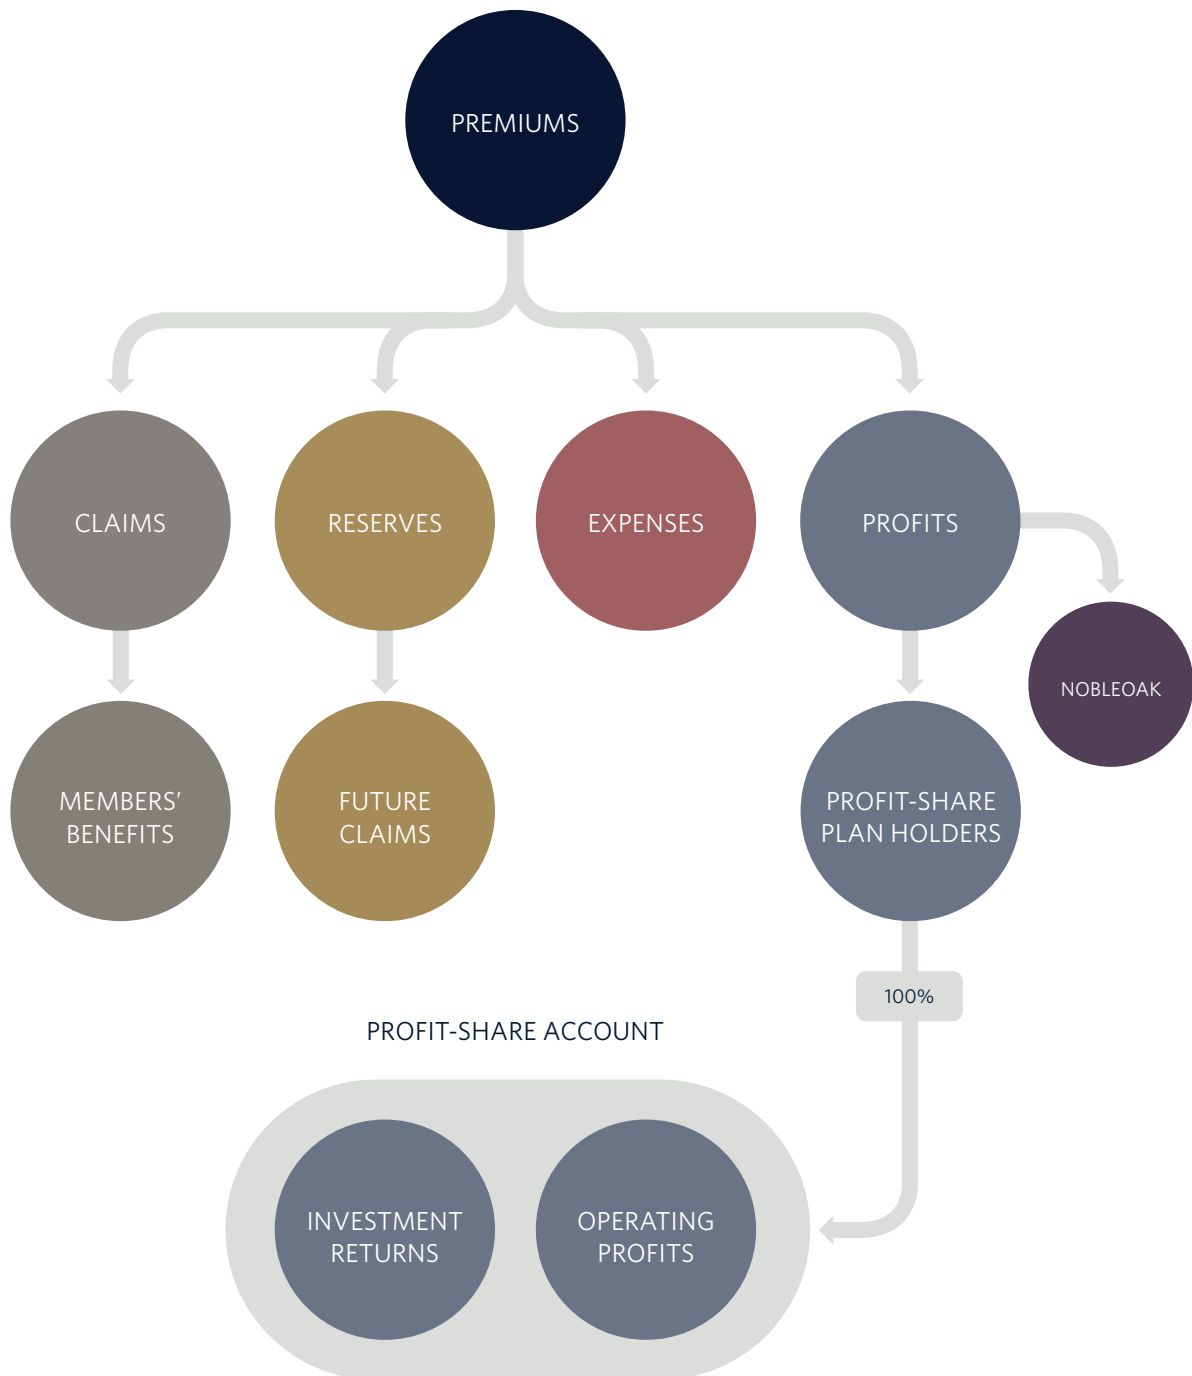 PREMIUMS
CLAIMS
RESERVES
EXPENSES
PROFITS
NOBLEOAK
MEMBERS’
BENEFITS
FUTURE
CLAIMS
PROFIT-SHARE
PLAN HOLDERS
100%
PROFIT-SHARE ACCOUNT
INVESTMENT
RETURNS
OPERATING
PROFITS